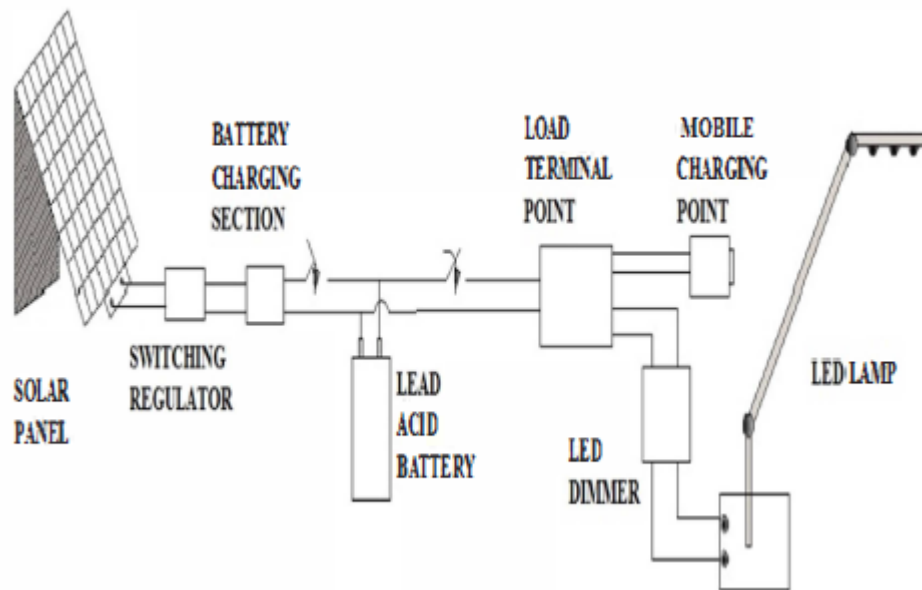 BATTERY
CHARGING
SECTION
LOAD
TERMINAL
POINT
MOBILE
CHARGING
POINT
SWITCHING
REGULATOR
SOLAR
PANEL
LEAD
ACID
BATTERY
LED
DIMMER
LED LAMP